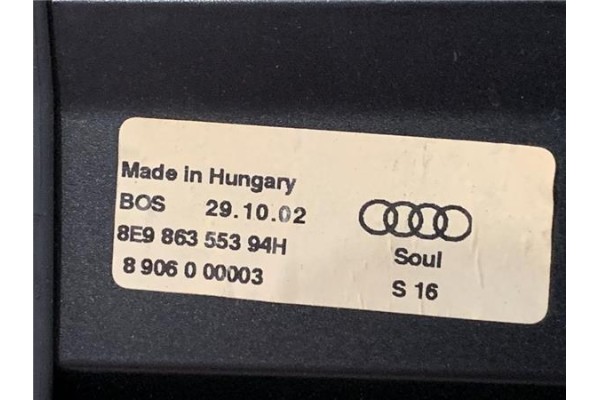 Made in Hungary
BOS 29.10.02
8E9 863 553 94H
8 906 0 00003
Soul
S 16